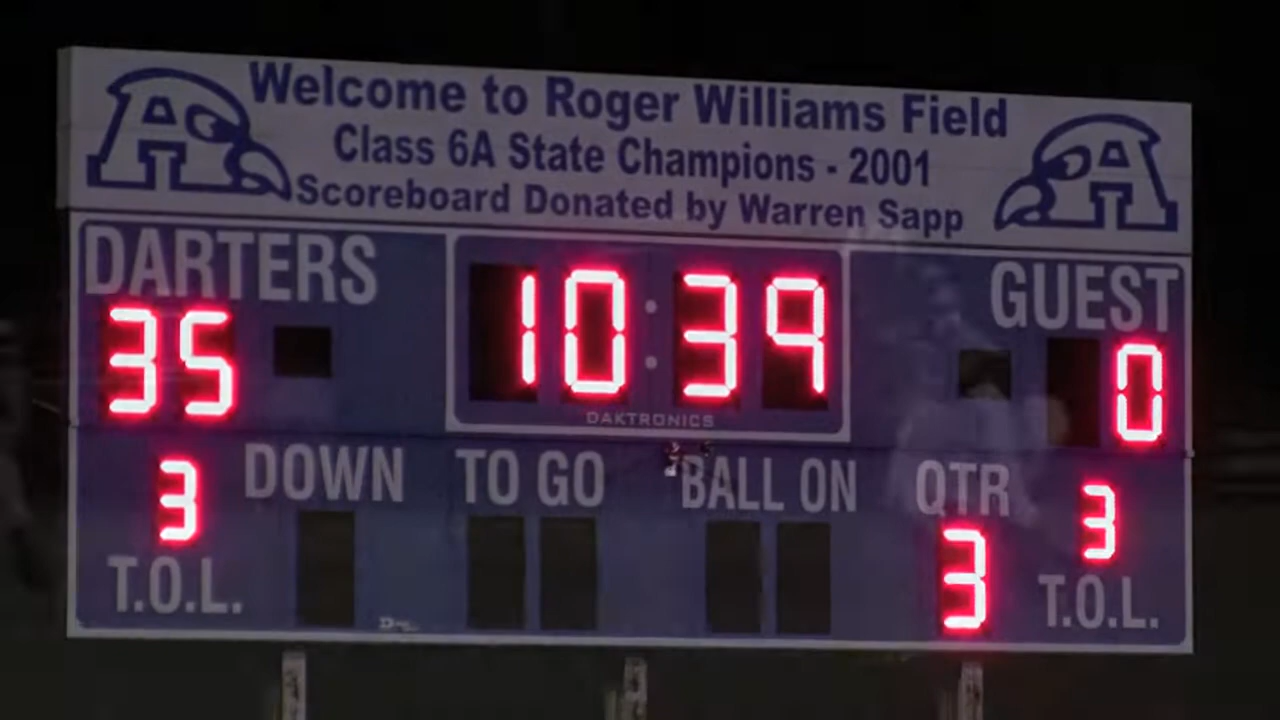 Welcome to Roger Williams Field
Class 6A State Champions - 2001
Scoreboard Donated by Warren Sapp
A
A
DARTERS
10:39
GUEST
35
0
DAKTRONICS
DOWN
TO GO
BALL ON
QTR
3
3
3
T.O.L.
T.O.L.